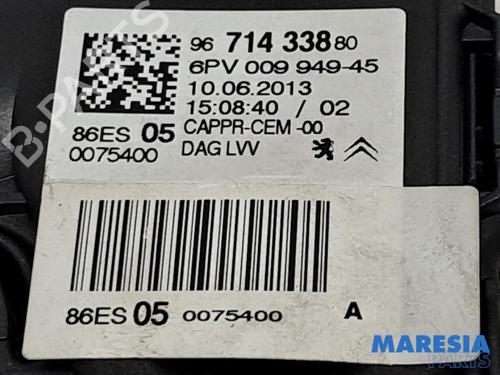 96 714 338 80
6PV 009 949-45
10.06.2013
15:08:40 / 02
86ES 05 CAPPR-CEM -00
0075400 DAG LVV
86ES 05 0075400 A
B-PARTS
MARESIA
PARTS